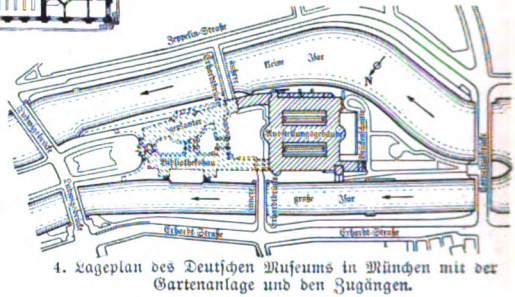 Zeppelin-Straße
kleine Isar
N
geplanter
Ausstellungsgebäude
Bibliotheksbau
große Isar
Erhardt-Straße
Erhardt-Straße
4. Lageplan des Deutschen Museums in München mit der
Gartenanlage und den Zugängen.